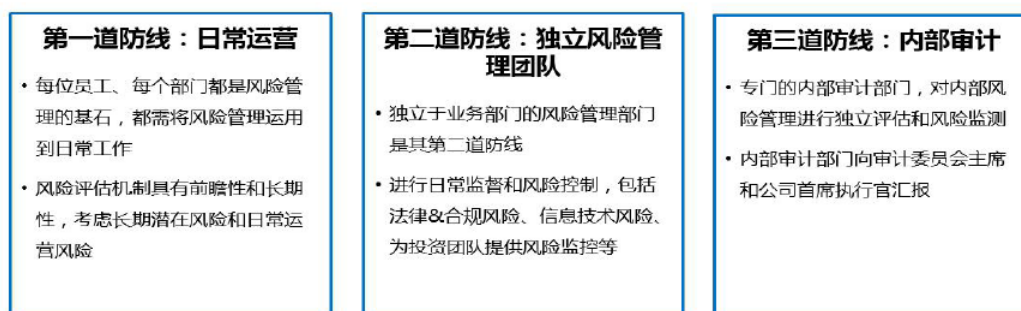 第一道防线：日常运营
• 每位员工、每个部门都是风险管
理的基石，都需将风险管理运用
到日常工作
• 风险评估机制具有前瞻性和长期
性，考虑长期潜在风险和日常运
营风险
第二道防线：独立风险管
理团队
• 独立于业务部门的风险管理部门
是其第二道防线
• 进行日常监督和风险控制，包括
法律&合规风险、信息技术风险、
为投资团队提供风险监控等
第三道防线：内部审计
• 专门的内部审计部门，对内部风
险管理进行独立评估和风险监测
• 内部审计部门向审计委员会主席
和公司首席执行官汇报